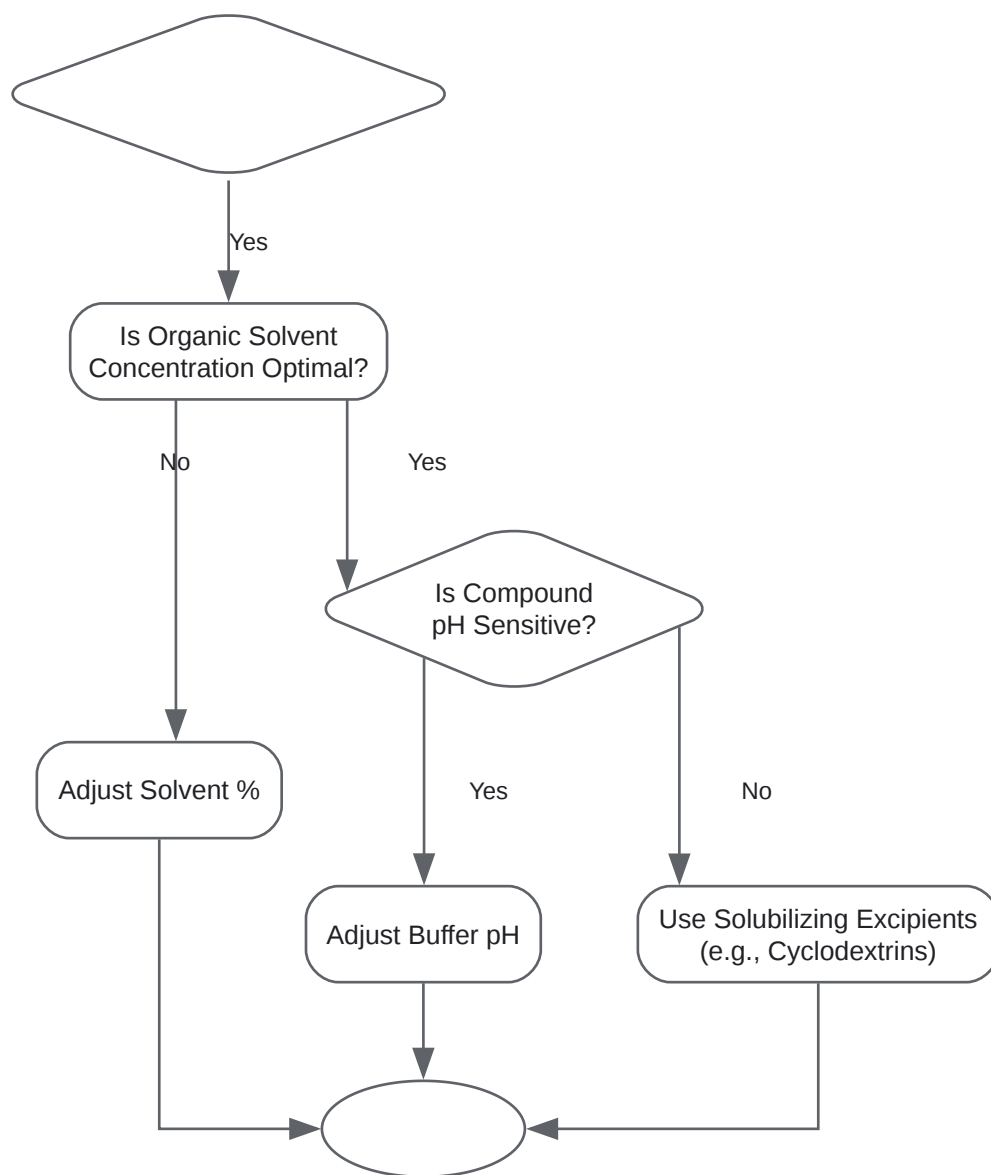 Yes
Is Organic Solvent
Concentration Optimal?
No
Yes
Is Compound
pH Sensitive?
Adjust Solvent %
Yes
No
Adjust Buffer pH
Use Solubilizing Excipients
(e.g., Cyclodextrins)